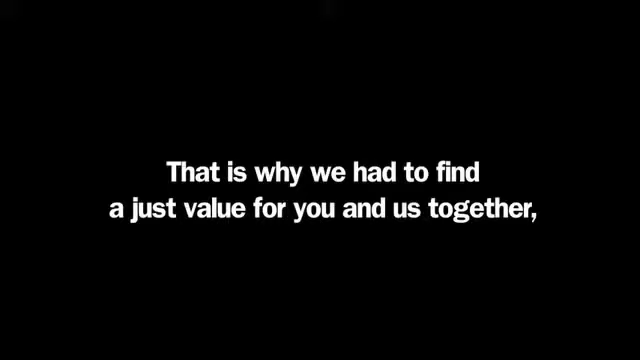 That is why we had to find
a just value for you and us together,